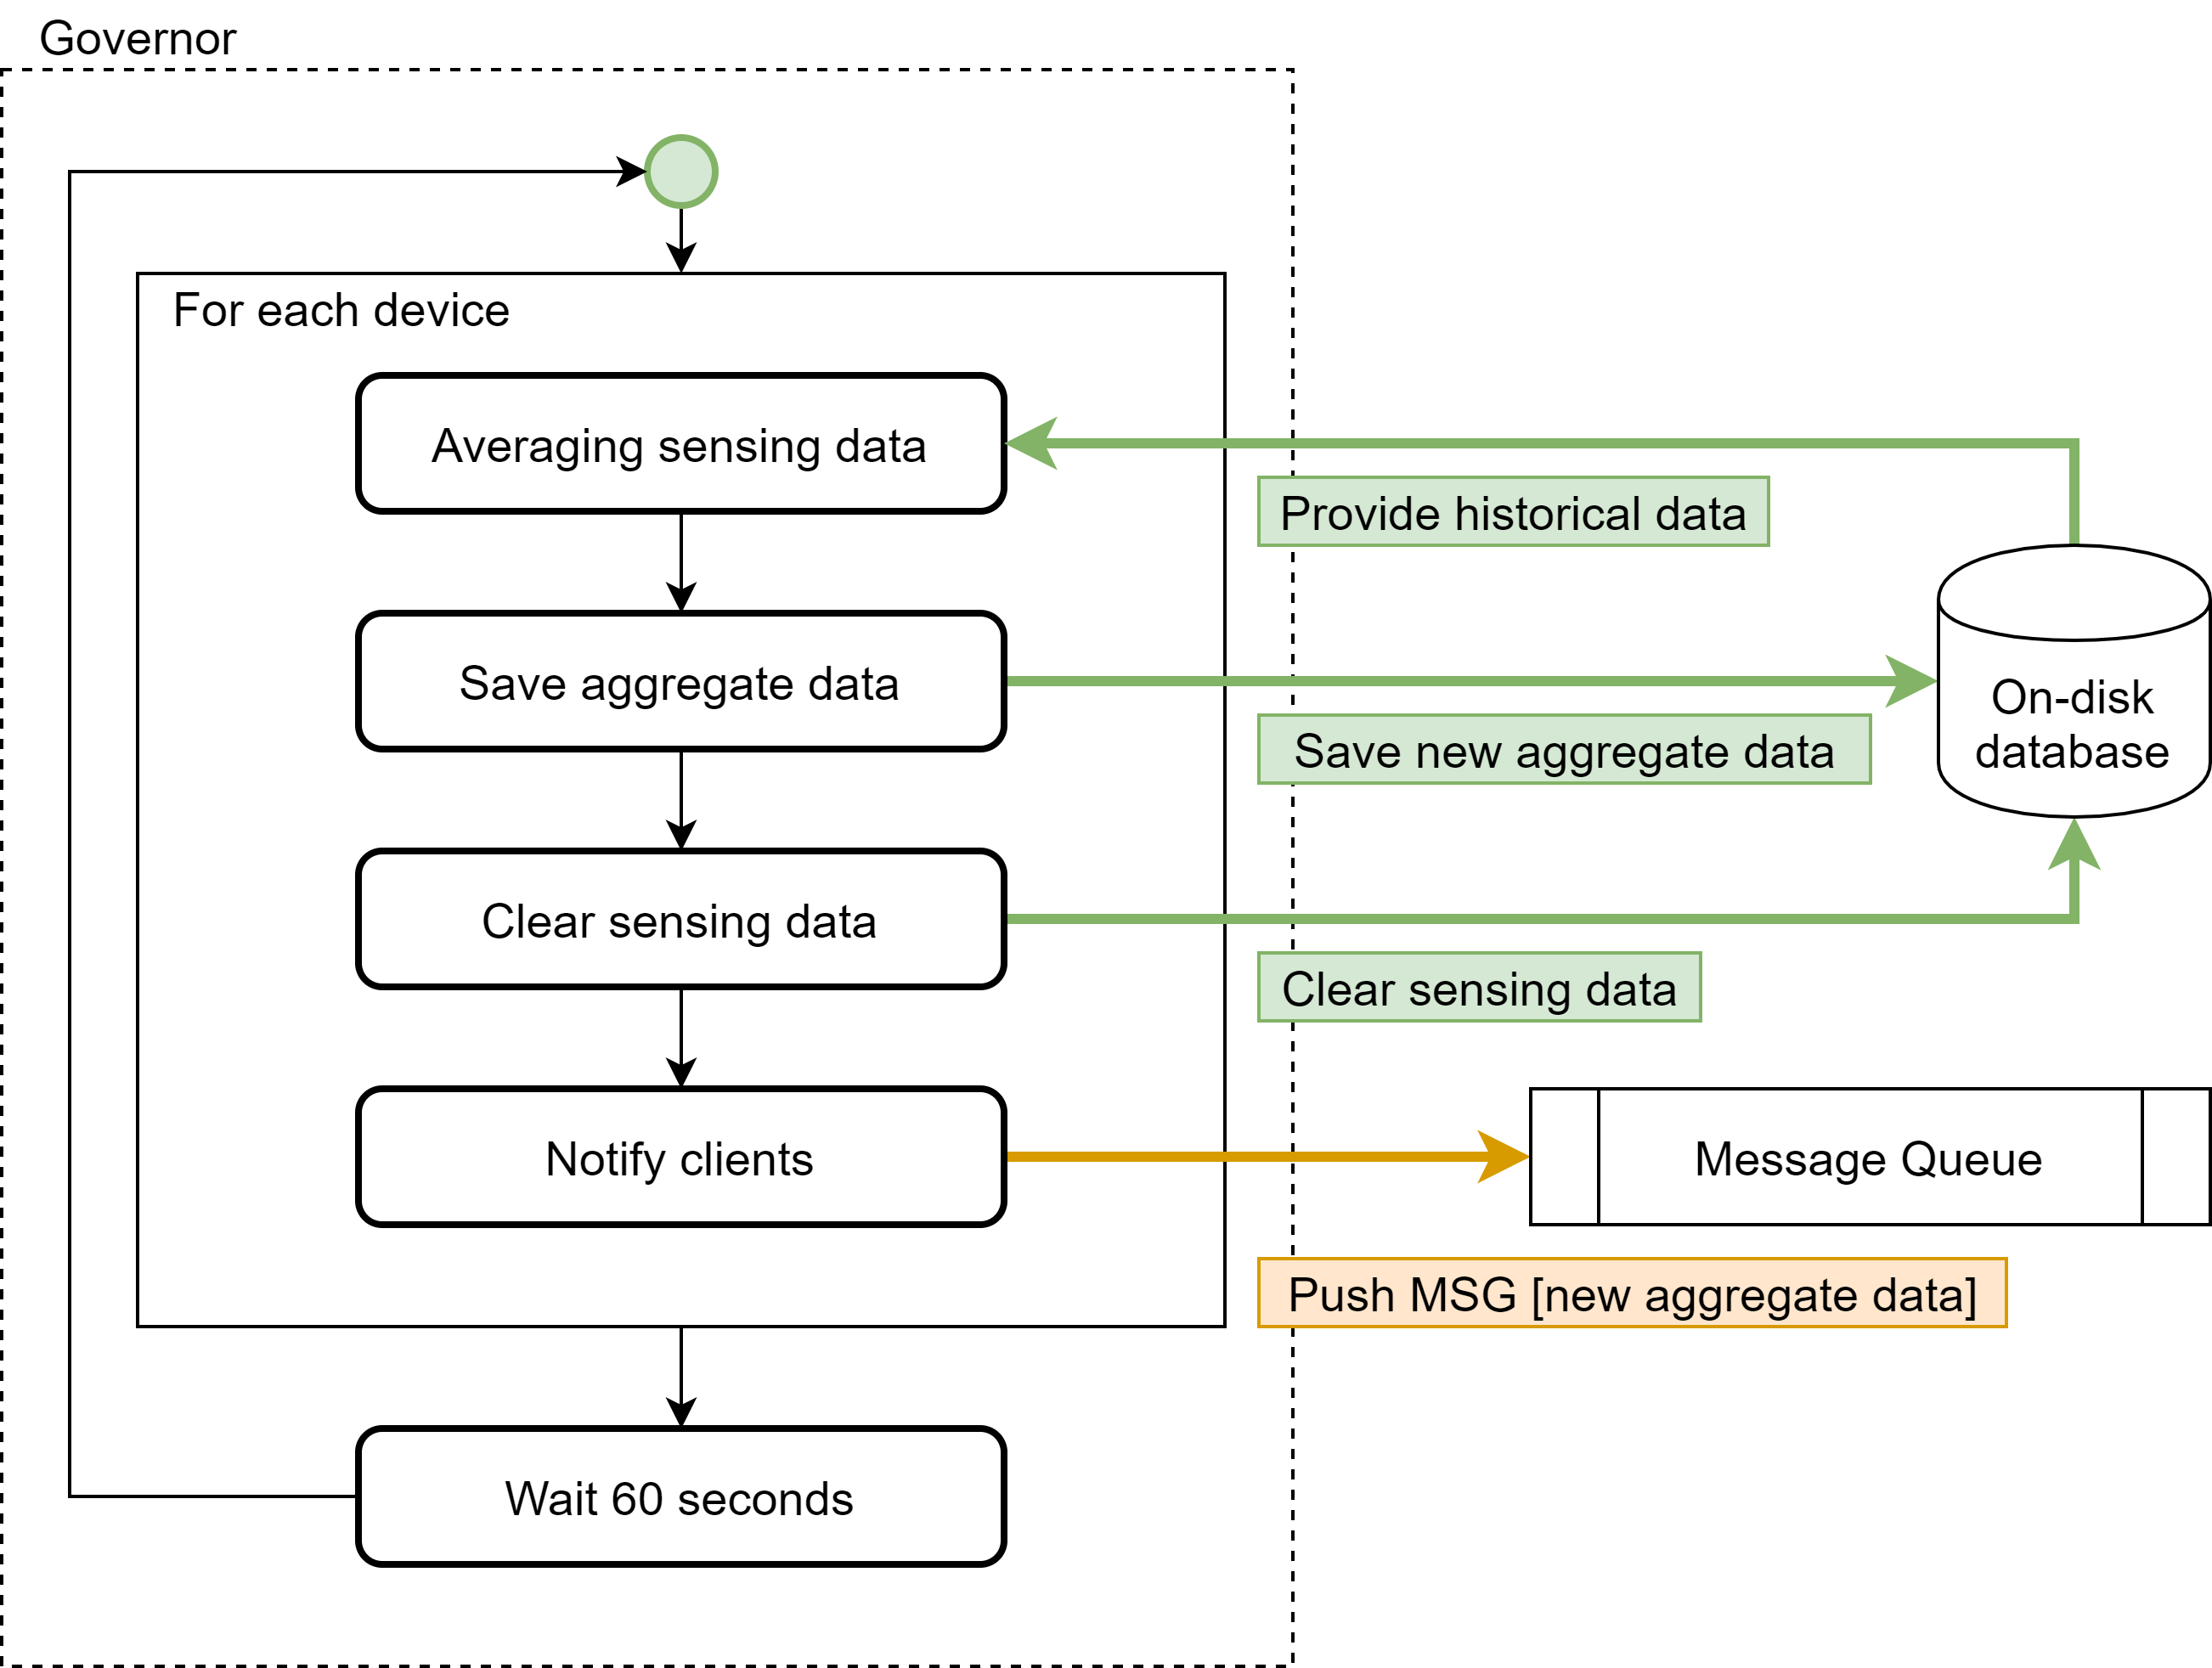 Governor
For each device
Averaging sensing data
Provide historical data
Save aggregate data
On-disk
database
Save new aggregate data
Clear sensing data
Clear sensing data
Notify clients
Message Queue
Push MSG [new aggregate data]
Wait 60 seconds